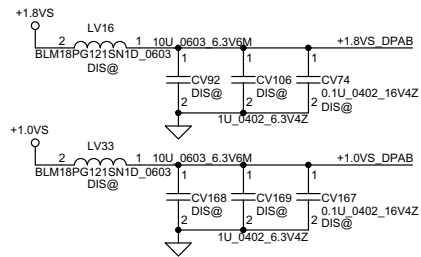 +1.8VS
LV16
2 1 10U_0603_6.3V6M +1.8VS_DPAB
BLM18PG121SN1D_0603
DIS@
1 1 1
CV92 CV106 CV74
DIS@ DIS@ DIS@
2 2 2 0.1U_0402_16V4Z
1U_0402_6.3V4Z
+1.0VS
LV33
2 1 10U_0603_6.3V6M +1.0VS_DPAB
BLM18PG121SN1D_0603
DIS@
1 1 1
CV168 CV169 CV167
DIS@ DIS@ 0.1U_0402_16V4Z
2 2 2 DIS@
1U_0402_6.3V4Z